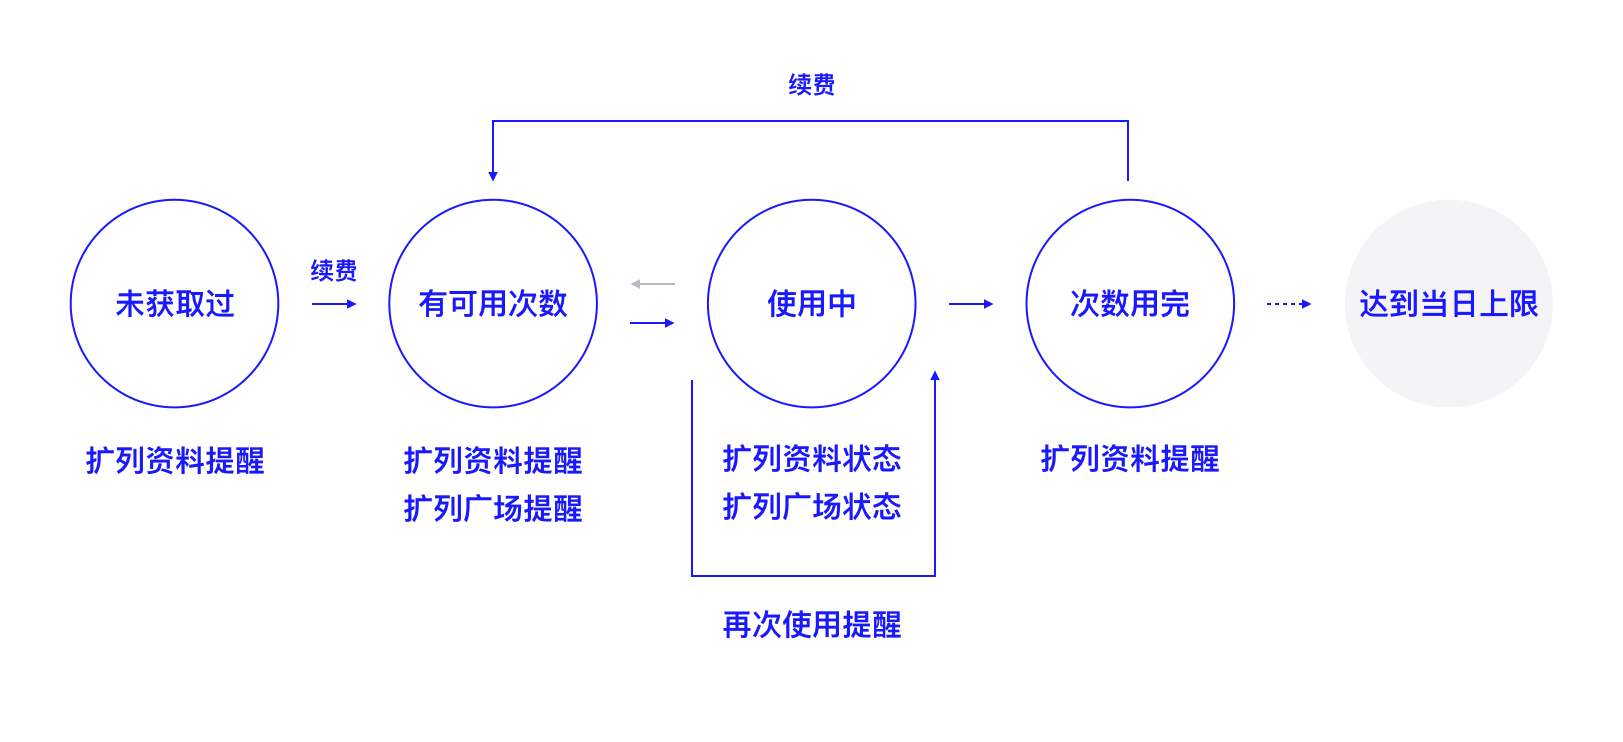 续费
未获取过
续费
有可用次数
使用中
次数用完
达到当日上限
扩列资料提醒
扩列资料提醒
扩列广场提醒
扩列资料状态
扩列广场状态
扩列资料提醒
再次使用提醒